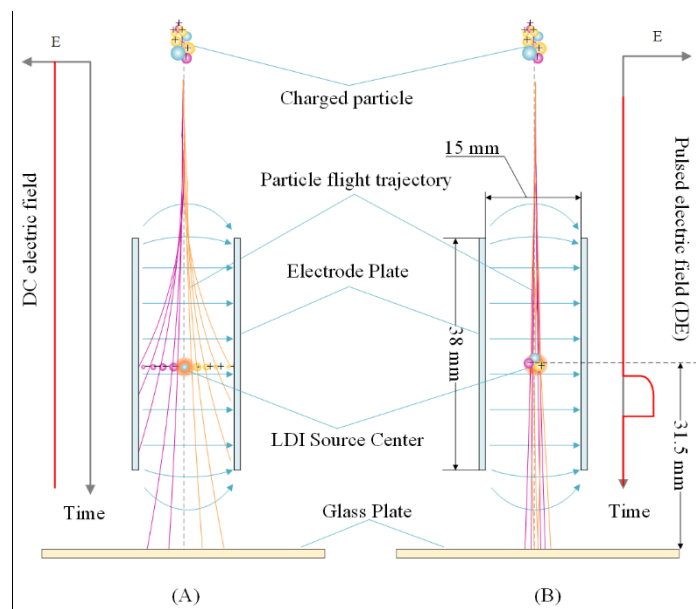 E
E
Charged particle
15 mm
Particle flight trajectory
DC electric field
Pulsed electric field (DE)
Electrode Plate
38 mm
LDI Source Center
31.5 mm
Time
Glass Plate
Time
(A)
(B)